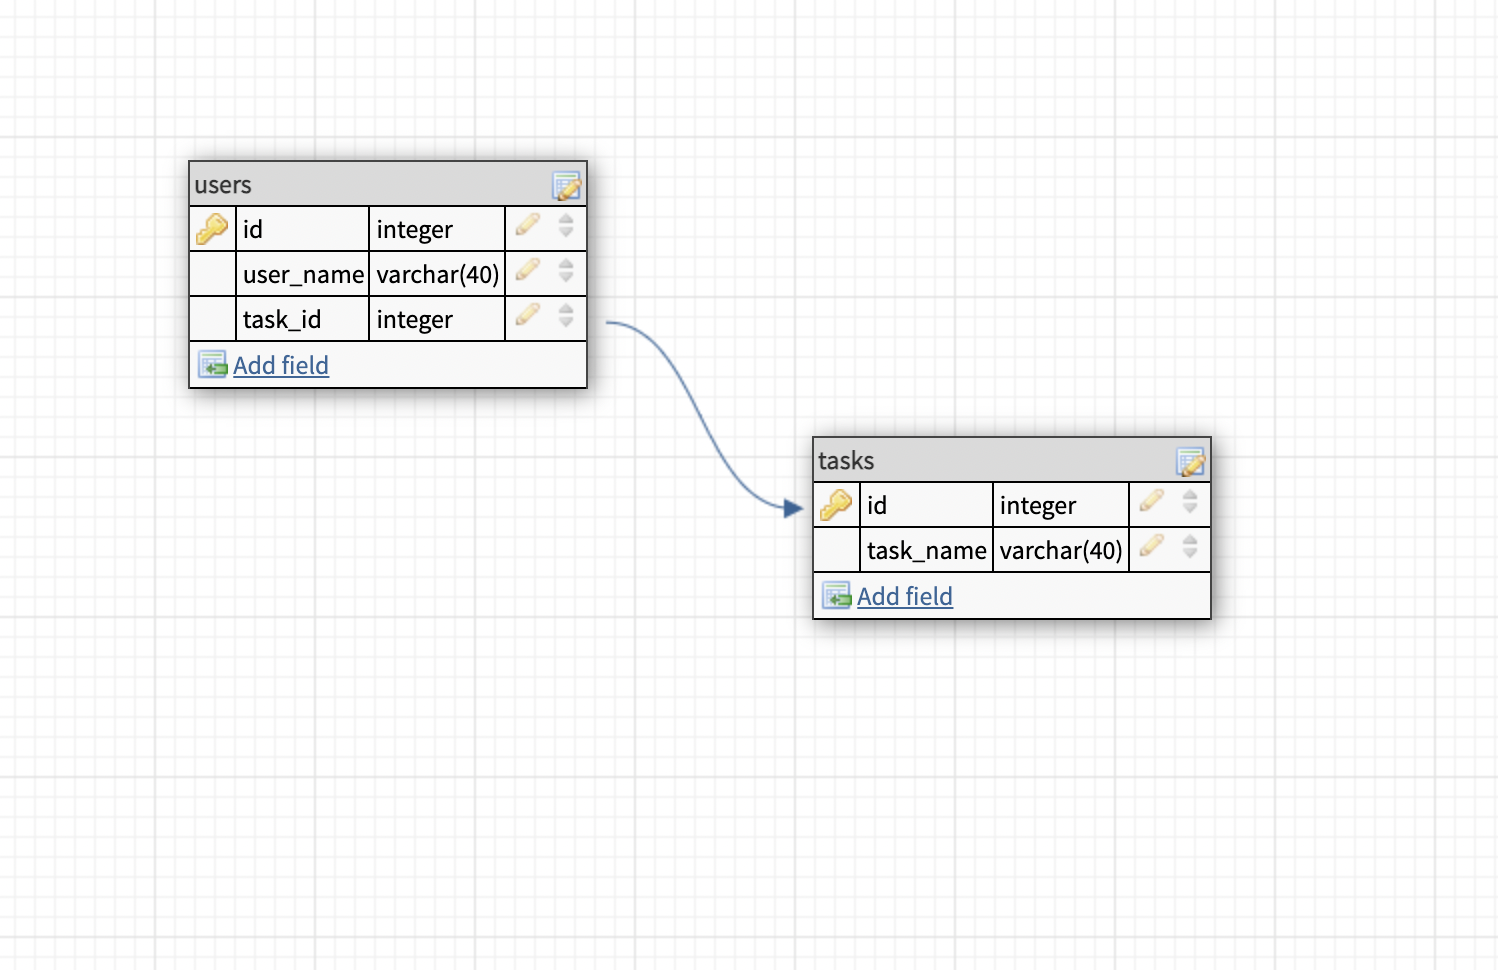 users
id integer
user_name varchar(40)
task_id integer
Add field
tasks
id integer
task_name varchar(40)
Add field